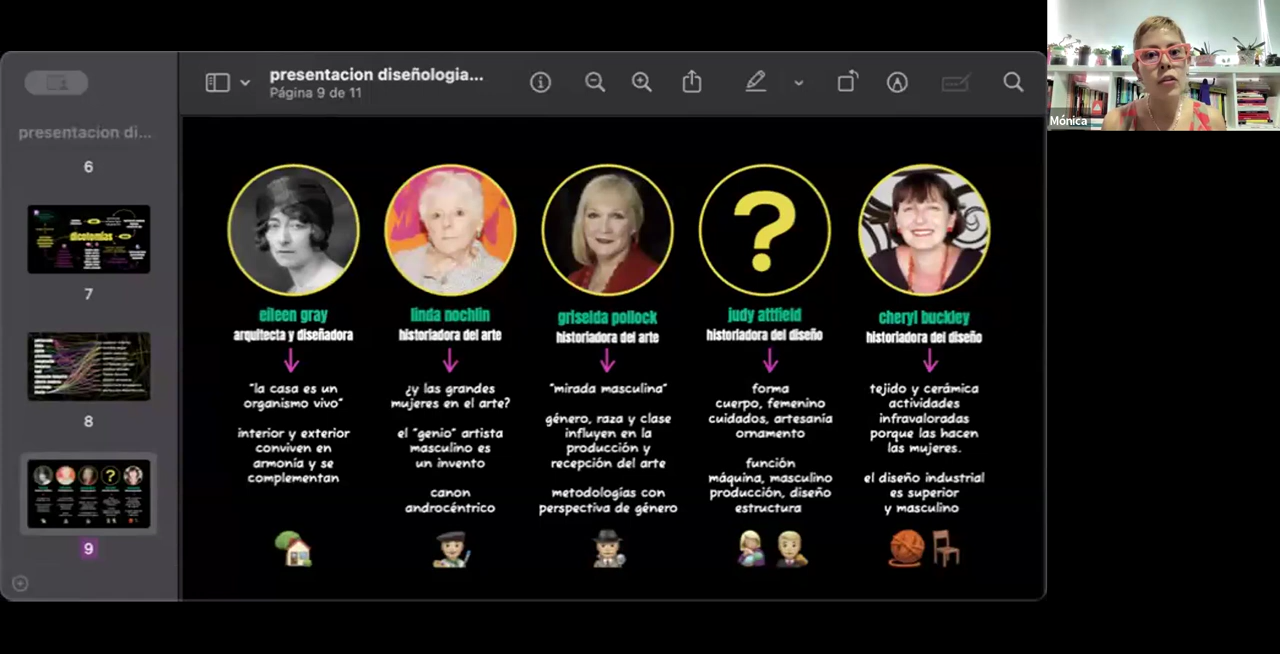 presentacion diseñologia...
Página 9 de 11
Mónica
presentacion di...
6
dicotomías
7
8
9
eileen gray
arquitecta y diseñadora
"la casa es un
organismo vivo"
interior y exterior
conviven en
armonía y se
complementan
linda nochlin
historiadora del arte
¿y las grandes
mujeres en el arte?
el "genio" artista
masculino es
un invento
canon
androcéntrico
griselda pollock
historiadora del arte
"mirada masculina"
género, raza y clase
influyen en la
producción y
recepción del arte
metodologías con
perspectiva de género
?
judy attfield
historiadora del diseño
forma
cuerpo, femenino
cuidados, artesanía
ornamento
función
máquina, masculino
producción, diseño
estructura
cheryl buckley
historiadora del diseño
tejido y cerámica
actividades
infravaloradas
porque las hacen
las mujeres.
el diseño industrial
es superior
y masculino